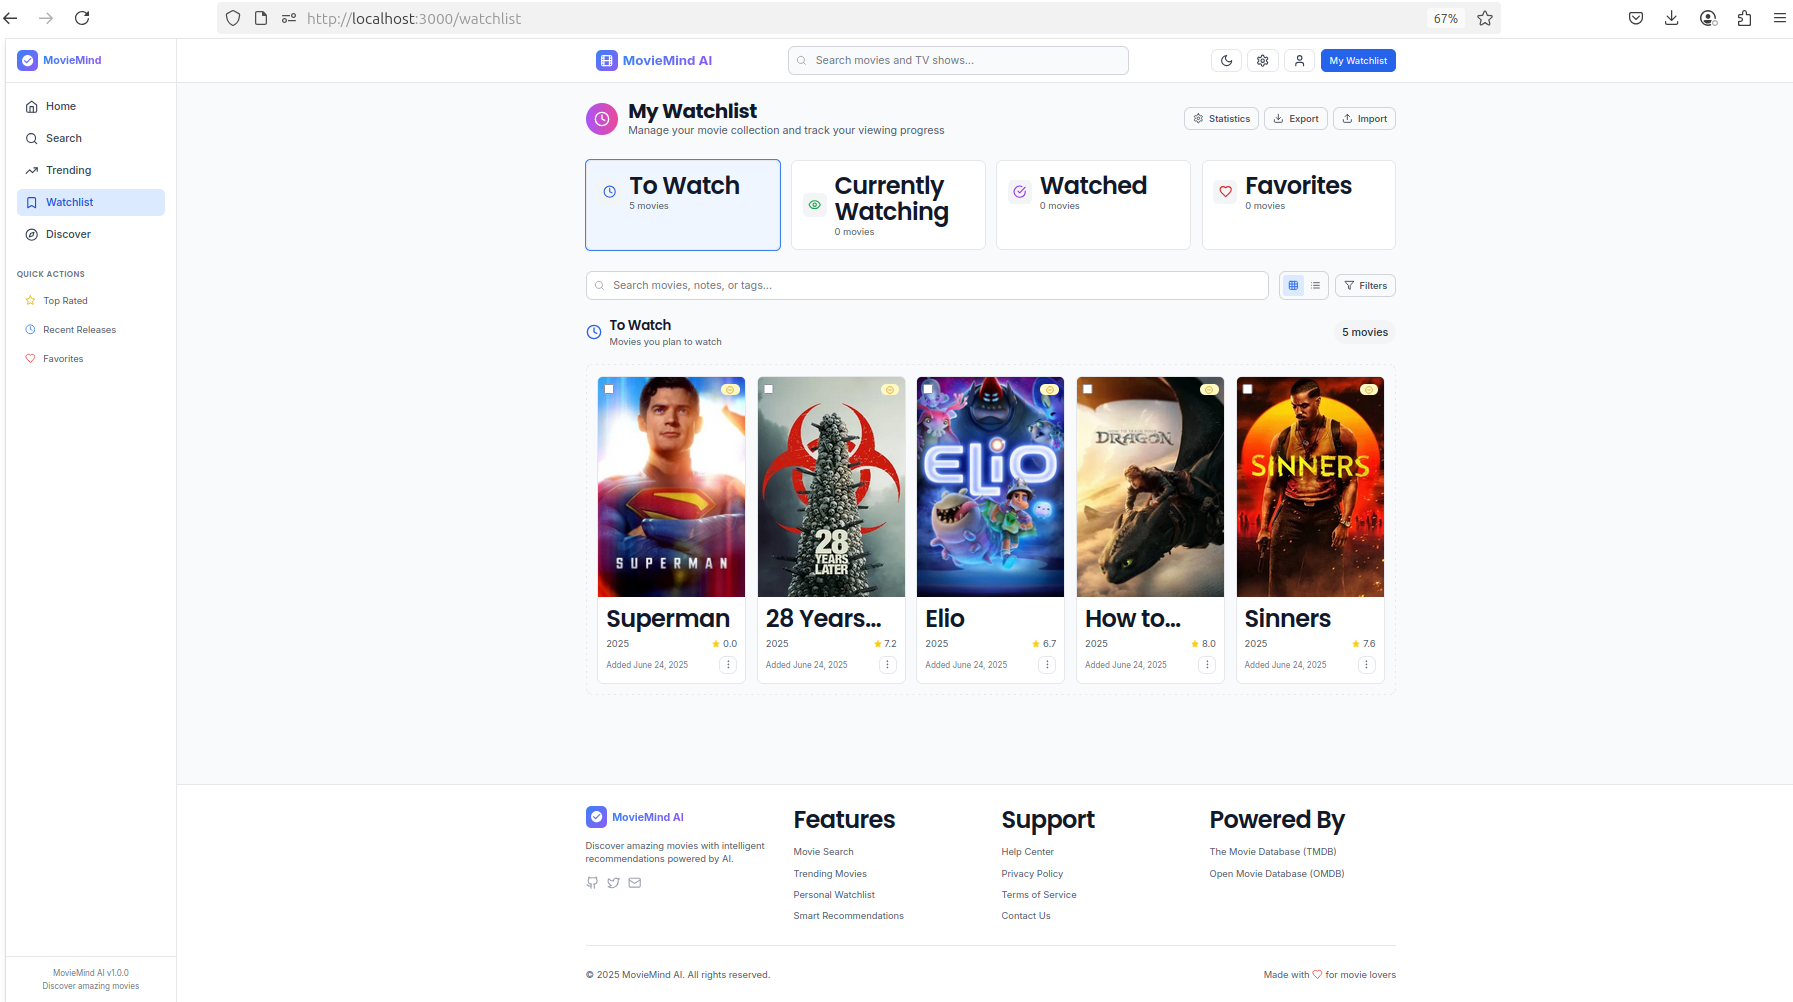 http://localhost:3000/watchlist
67%
MovieMind
Home
Search
Trending
Watchlist
Discover
QUICK ACTIONS
Top Rated
Recent Releases
Favorites
MovieMind AI v1.0.0
Discover amazing movies
MovieMind AI
Search movies and TV shows...
My Watchlist
My Watchlist
Manage your movie collection and track your viewing progress
Statistics
Export
Import
To Watch
5 movies
Currently
Watching
0 movies
Watched
0 movies
Favorites
0 movies
Search movies, notes, or tags...
Filters
To Watch
Movies you plan to watch
5 movies
SUPERMAN
Superman
2025
0.0
Added June 24, 2025
28
YEARS
LATER
28 Years...
2025
7.2
Added June 24, 2025
ELIO
Elio
2025
6.7
Added June 24, 2025
DRAGON
How to...
2025
8.0
Added June 24, 2025
SINNERS
Sinners
2025
7.6
Added June 24, 2025
MovieMind AI
Discover amazing movies with intelligent
recommendations powered by AI.
Features
Movie Search
Trending Movies
Personal Watchlist
Smart Recommendations
Support
Help Center
Privacy Policy
Terms of Service
Contact Us
Powered By
The Movie Database (TMDB)
Open Movie Database (OMDB)
© 2025 MovieMind AI. All rights reserved.
Made with
for movie lovers